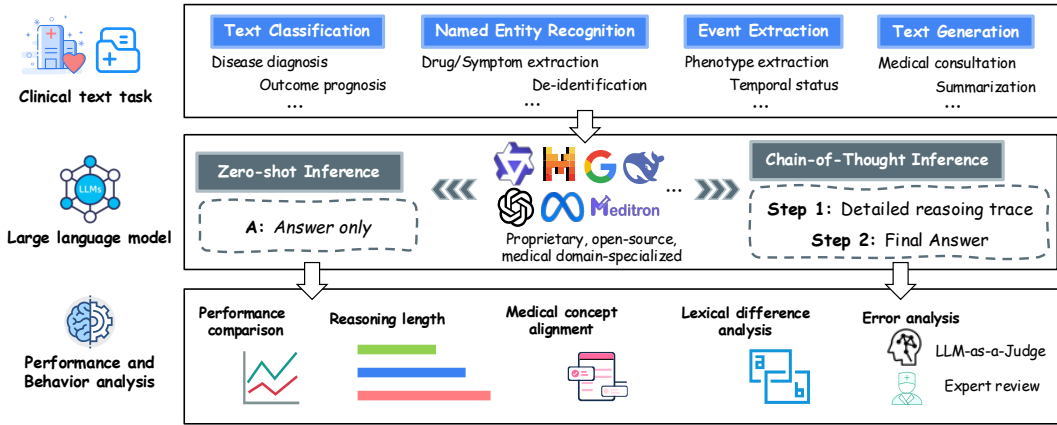 Clinical text task
Text Classification
Disease diagnosis
Outcome prognosis
...
Named Entity Recognition
Drug/Symptom extraction
De-identification
...
Event Extraction
Phenotype extraction
Temporal status
...
Text Generation
Medical consultation
Summarization
...
LLMs
Large language model
Zero-shot Inference
A: Answer only
Meditron
...
Proprietary, open-source,
medical domain-specialized
Chain-of-Thought Inference
Step 1: Detailed reasoing trace
Step 2: Final Answer
Performance and
Behavior analysis
Performance
comparison
Reasoning length
Medical concept
alignment
Lexical difference
analysis
a
b
Error analysis
LLM-as-a-Judge
Expert review